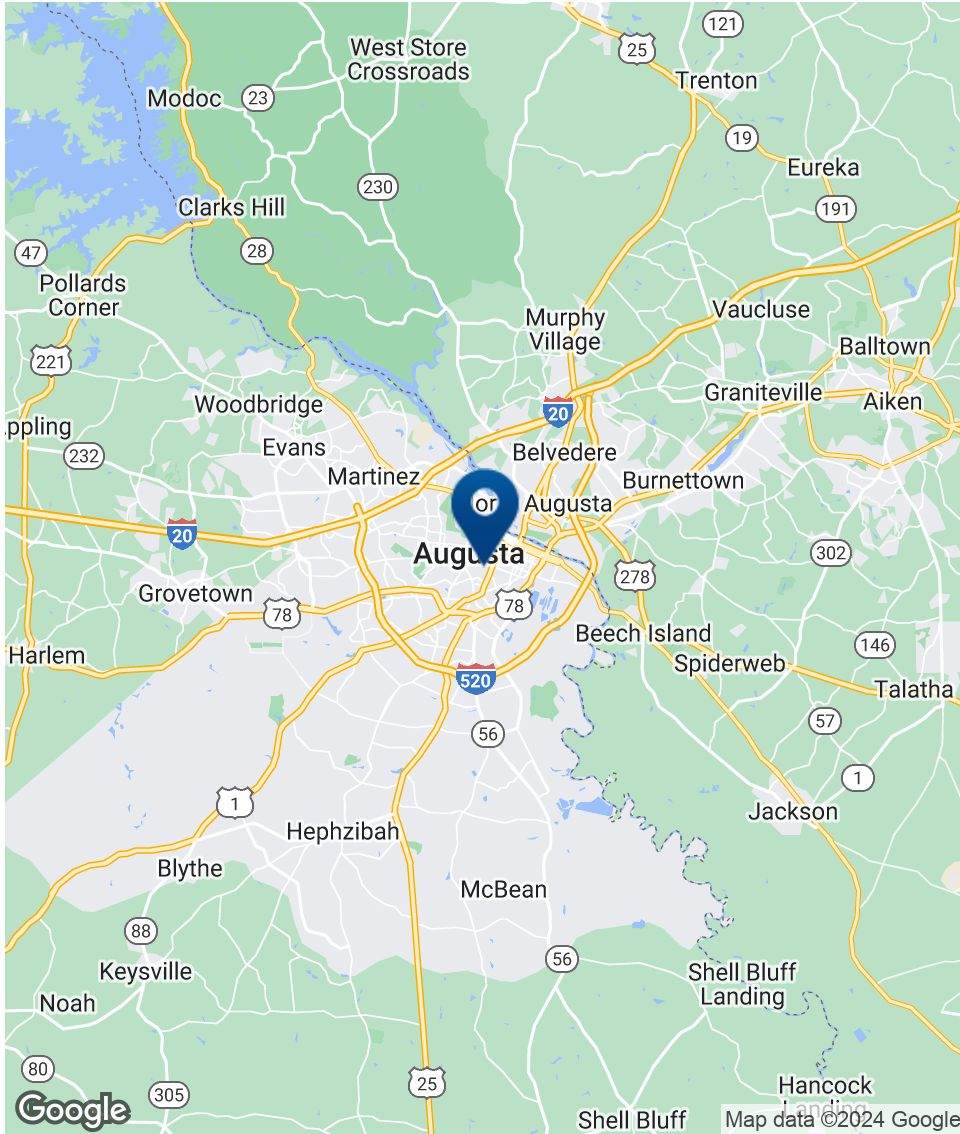 121
25
West Store
Crossroads
Trenton
Modoc
23
19
Eureka
230
191
Clarks Hill
28
47
Pollards
Corner
Vaucluse
Murphy
Village
Balltown
221
Graniteville
Aiken
Woodbridge
20
ppling
Evans
Belvedere
232
Martinez
Burnettown
or
Augusta
20
Augusta
302
278
Grovetown
78
78
Beech Island
146
Harlem
Spiderweb
520
Talatha
57
56
1
1
Jackson
Hephzibah
Blythe
McBean
88
56
Keysville
Shell Bluff
Landing
Noah
80
25
305
Hancock
Landing
Google
Shell Bluff
Map data ©2024 Google